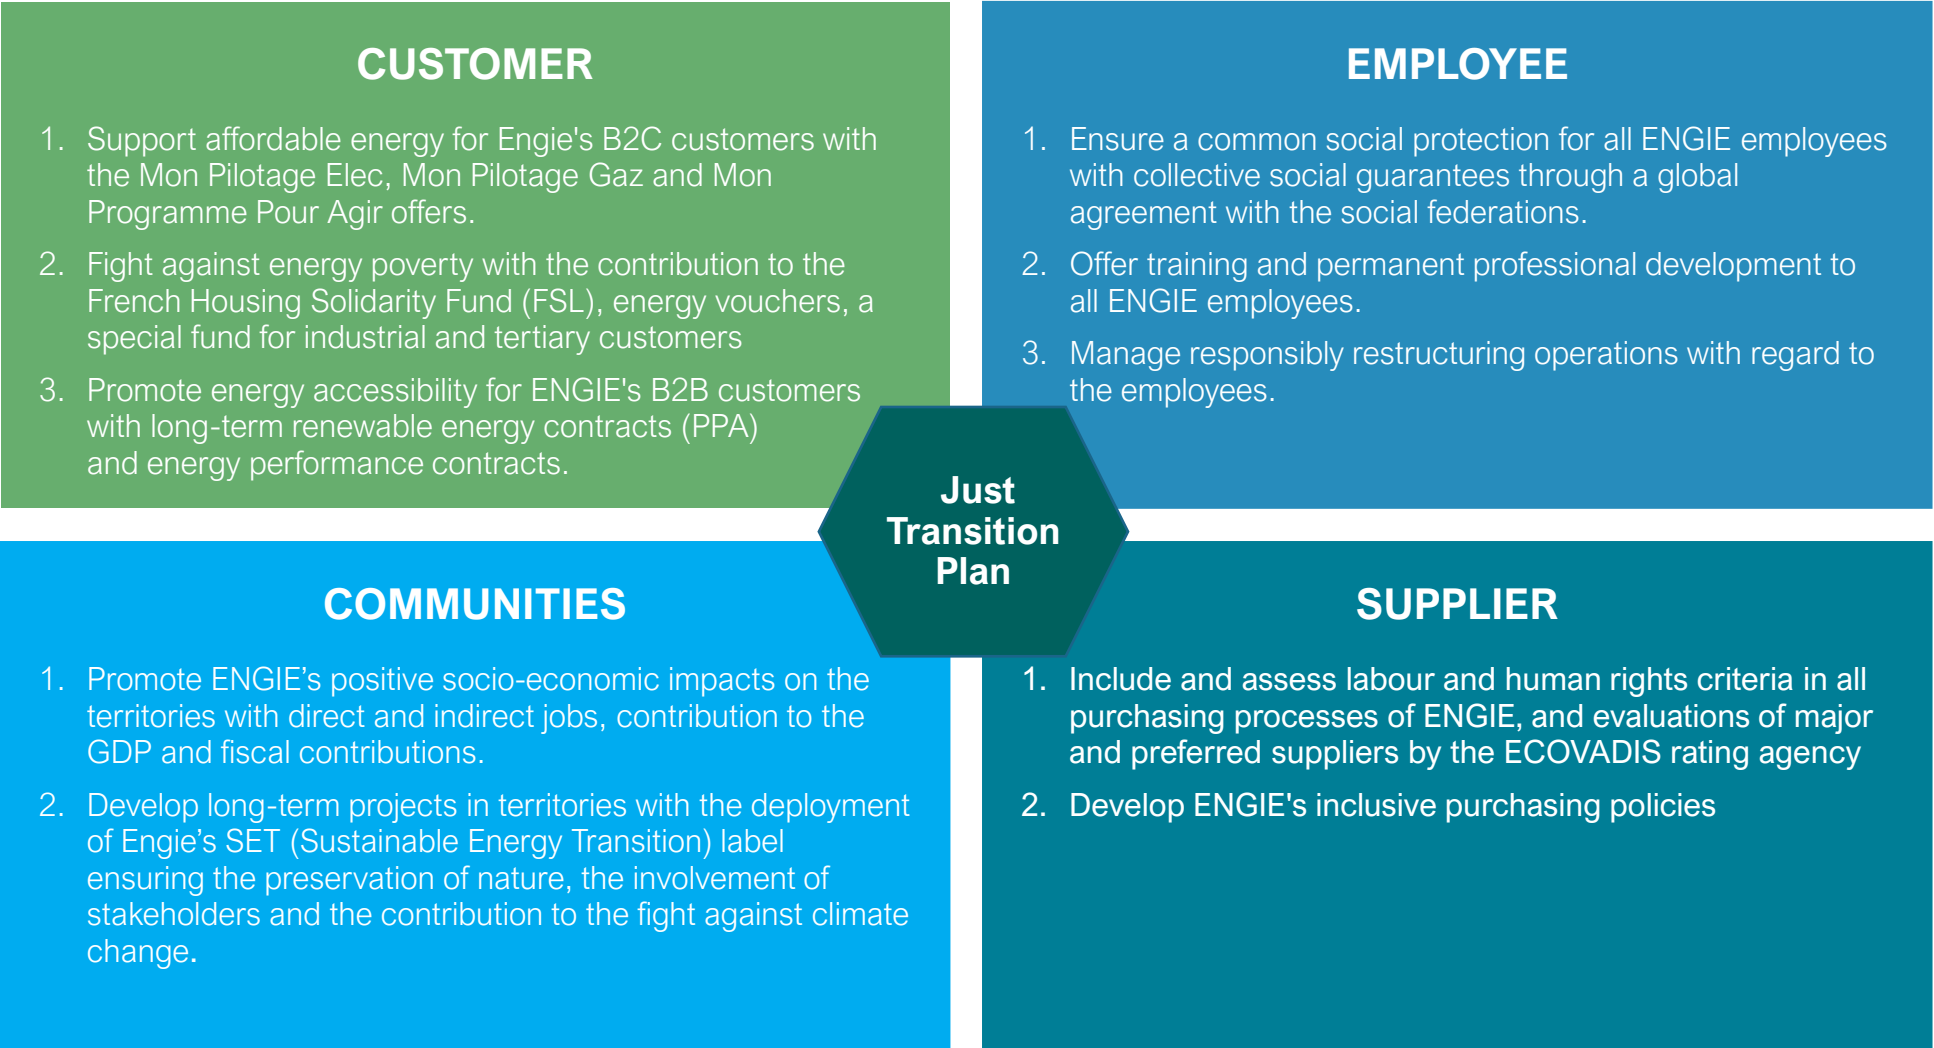 CUSTOMER
1. Support affordable energy for Engie's B2C customers with
the Mon Pilotage Elec, Mon Pilotage Gaz and Mon
Programme Pour Agir offers.
2. Fight against energy poverty with the contribution to the
French Housing Solidarity Fund (FSL), energy vouchers, a
special fund for industrial and tertiary customers
3. Promote energy accessibility for ENGIE's B2B customers
with long-term renewable energy contracts (PPA)
and energy performance contracts.
EMPLOYEE
1. Ensure a common social protection for all ENGIE employees
with collective social guarantees through a global
agreement with the social federations.
2. Offer training and permanent professional development to
all ENGIE employees.
3. Manage responsibly restructuring operations with regard to
the employees.
Just
Transition
Plan
COMMUNITIES
1. Promote ENGIE’s positive socio-economic impacts on the
territories with direct and indirect jobs, contribution to the
GDP and fiscal contributions.
2. Develop long-term projects in territories with the deployment
of Engie’s SET (Sustainable Energy Transition) label
ensuring the preservation of nature, the involvement of
stakeholders and the contribution to the fight against climate
change.
SUPPLIER
1. Include and assess labour and human rights criteria in all
purchasing processes of ENGIE, and evaluations of major
and preferred suppliers by the ECOVADIS rating agency
2. Develop ENGIE's inclusive purchasing policies